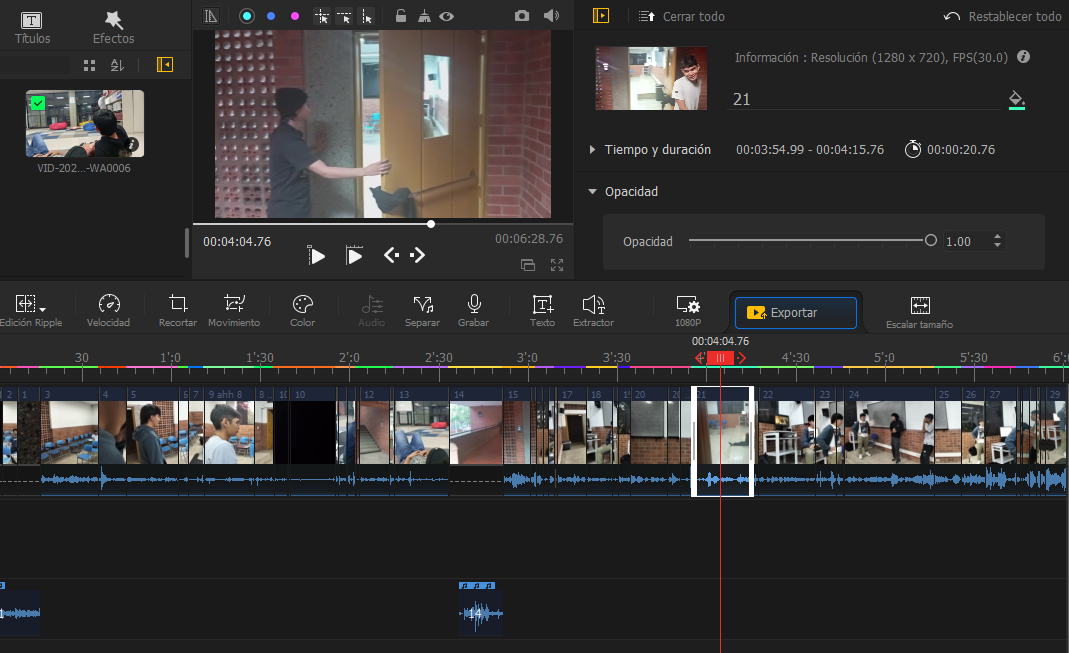 Títulos
Efectos
VID-202...-WA0006
00:04:04.76
00:06:28.76
Cerrar todo
Restablecer todo
Información : Resolución (1280 x 720), FPS(30.0)
21
Tiempo y duración
00:03:54.99 - 00:04:15.76
00:00:20.76
Opacidad
Opacidad
1.00
Edición Ripple
Velocidad
Recortar
Movimiento
Color
Audio
Separar
Grabar
Texto
Extractor
1080P
Exportar
Escalar tamaño
00:04:04.76
30 1'0 1'30 2'0 2'30 3'0 3'30 4'30 5'0 5'30 6'0
2 1 3 4 5 6 7 9 ahh 8 8 10 10 12 13 14 15 17 18 20 21 22 23 24 25 26 27 29
14